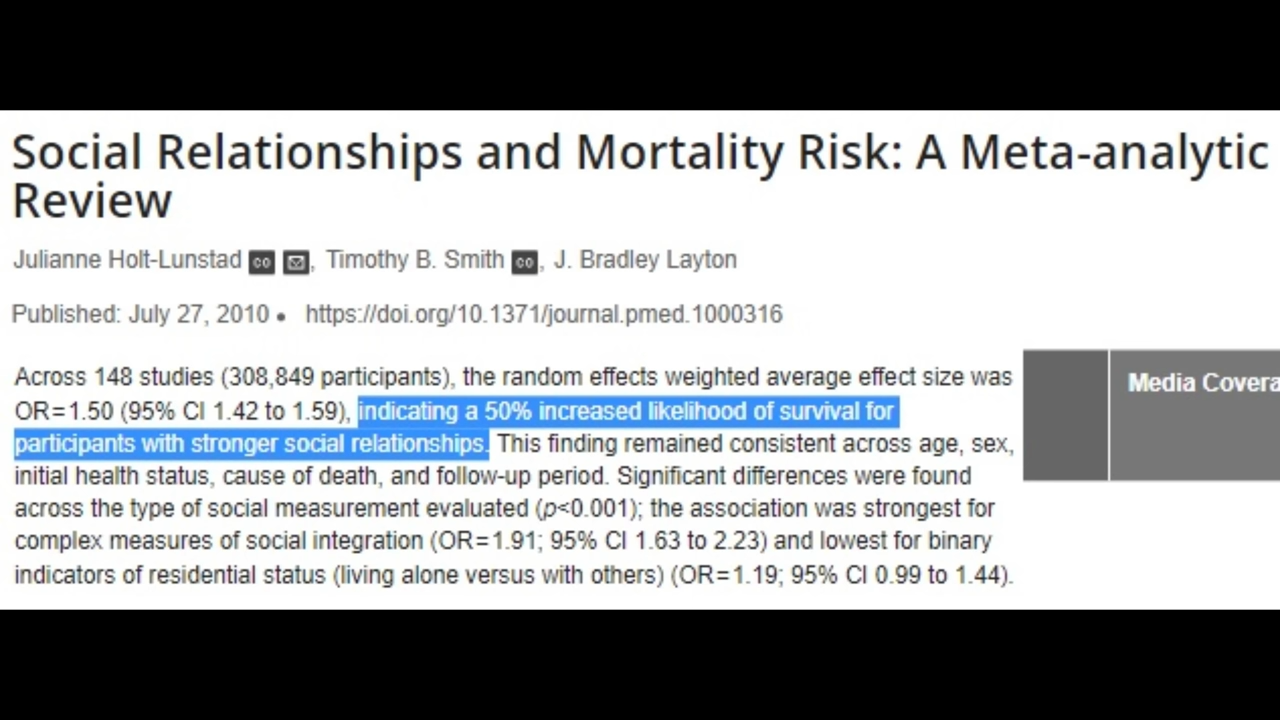 Social Relationships and Mortality Risk: A Meta-analytic
Review
Julianne Holt-Lunstad, Timothy B. Smith, J. Bradley Layton
Published: July 27, 2010 • https://doi.org/10.1371/journal.pmed.1000316
Across 148 studies (308,849 participants), the random effects weighted average effect size was
OR=1.50 (95% CI 1.42 to 1.59), indicating a 50% increased likelihood of survival for
participants with stronger social relationships. This finding remained consistent across age, sex,
initial health status, cause of death, and follow-up period. Significant differences were found
across the type of social measurement evaluated (p<0.001); the association was strongest for
complex measures of social integration (OR=1.91; 95% CI 1.63 to 2.23) and lowest for binary
indicators of residential status (living alone versus with others) (OR=1.19; 95% CI 0.99 to 1.44).
Media Covera